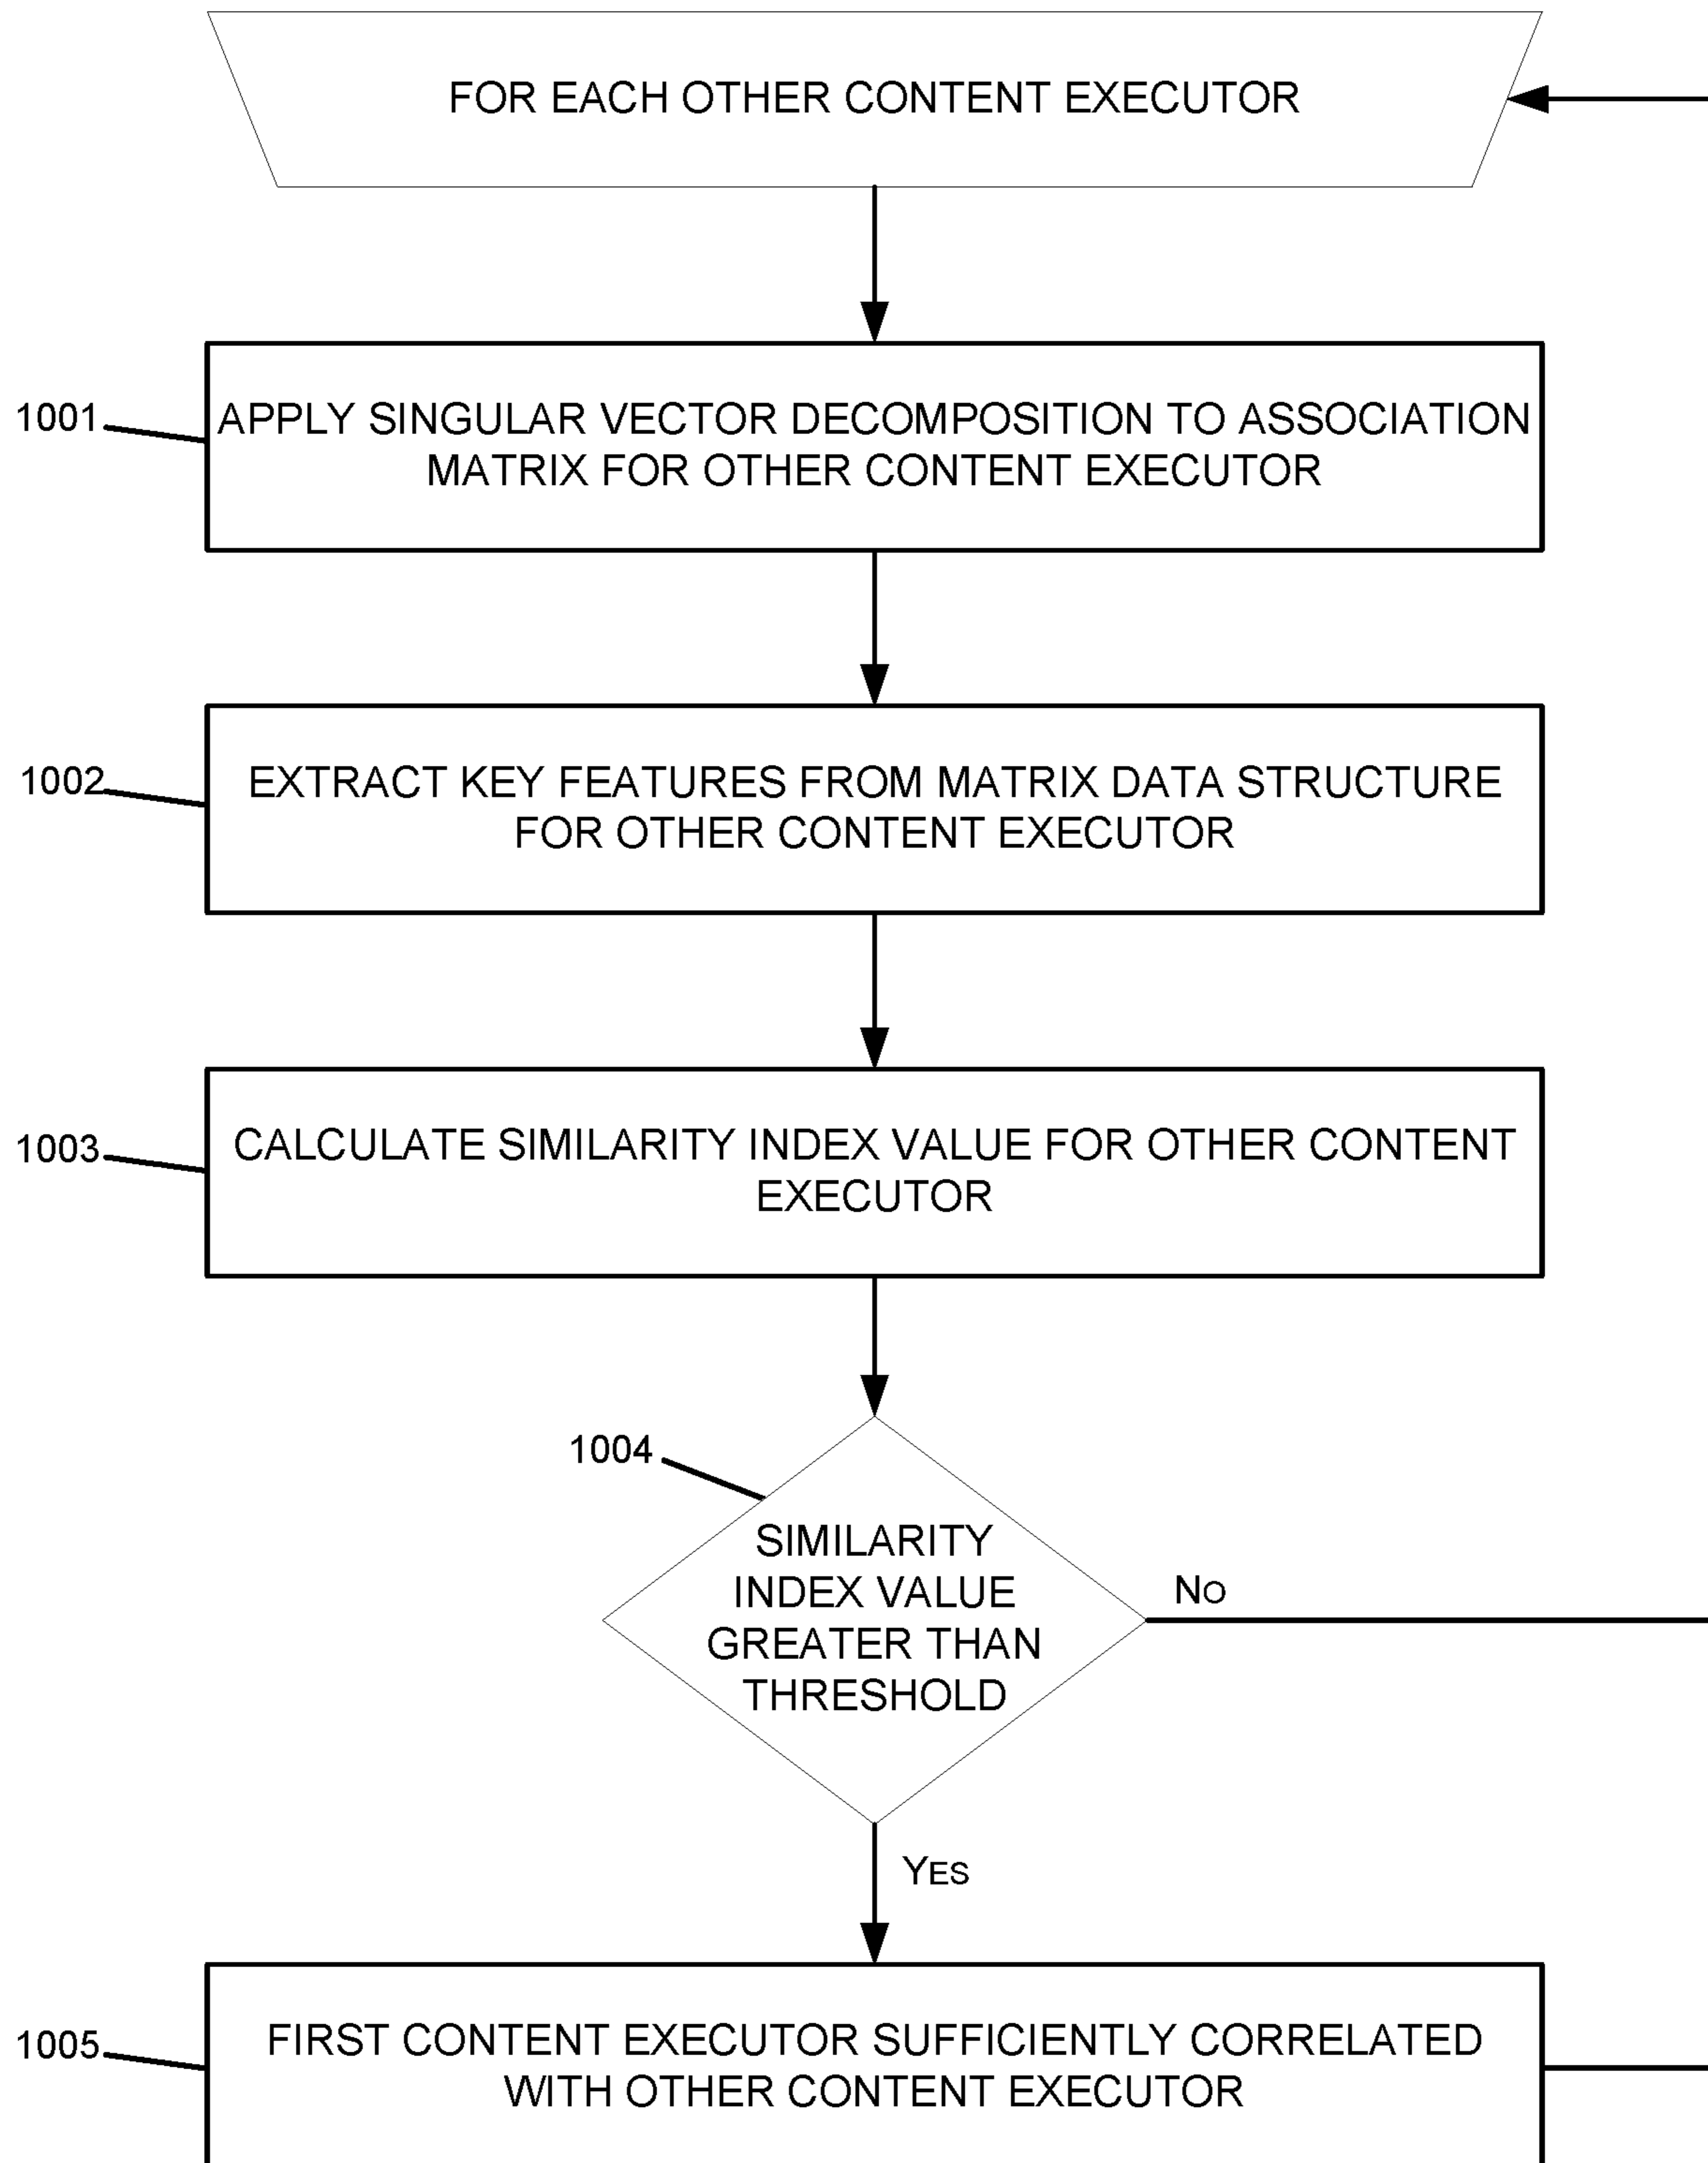 FOR EACH OTHER CONTENT EXECUTOR
1001
APPLY SINGULAR VECTOR DECOMPOSITION TO ASSOCIATION
MATRIX FOR OTHER CONTENT EXECUTOR
1002
EXTRACT KEY FEATURES FROM MATRIX DATA STRUCTURE
FOR OTHER CONTENT EXECUTOR
1003
CALCULATE SIMILARITY INDEX VALUE FOR OTHER CONTENT
EXECUTOR
1004
SIMILARITY
INDEX VALUE
GREATER THAN
THRESHOLD
NO
YES
1005
FIRST CONTENT EXECUTOR SUFFICIENTLY CORRELATED
WITH OTHER CONTENT EXECUTOR